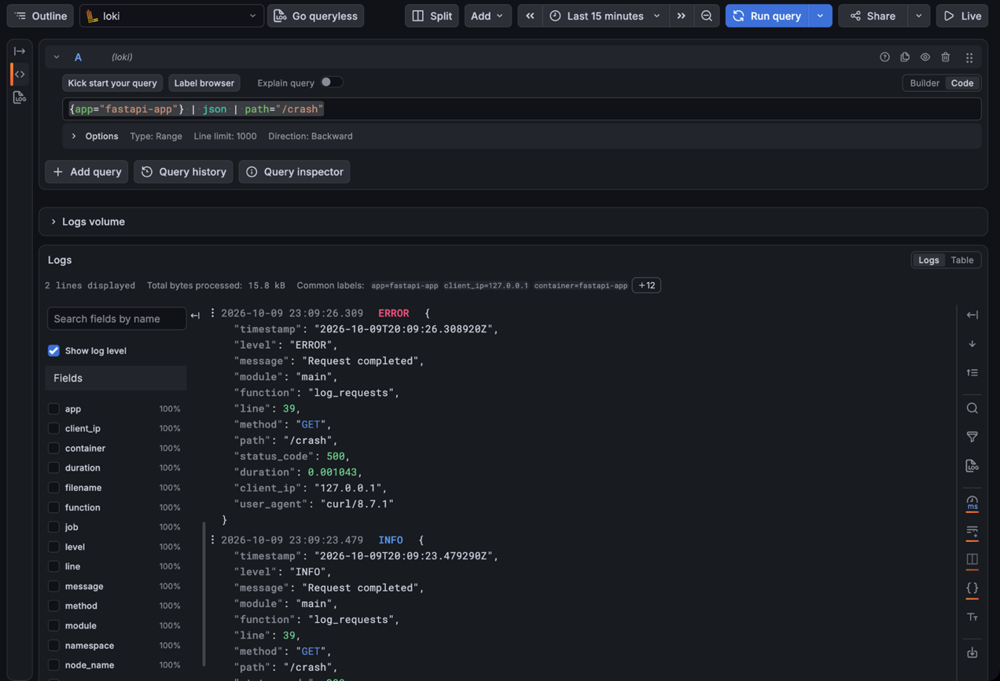 Outline loki Go queryless Split Add Last 15 minutes Run query Share Live
A (loki)
Kick start your query Label browser Explain query Builder Code
{app="fastapi-app"} | json | path="/crash"
Options Type: Range Line limit: 1000 Direction: Backward
Add query Query history Query inspector
Logs volume
Logs Logs Table
2 lines displayed Total bytes processed: 15.8 kB Common labels: app=fastapi-app client_ip=127.0.0.1 container=fastapi-app +12
Search fields by name
Show log level
Fields
app 100%
client_ip 100%
container 100%
duration 100%
filename 100%
function 100%
job 100%
level 100%
line 100%
message 100%
method 100%
module 100%
namespace 100%
node_name 100%
2026-10-09 23:09:26.309 ERROR {
"timestamp": "2026-10-09T20:09:26.308920Z",
"level": "ERROR",
"message": "Request completed",
"module": "main",
"function": "log_requests",
"line": 39,
"method": "GET",
"path": "/crash",
"status_code": 500,
"duration": 0.001043,
"client_ip": "127.0.0.1",
"user_agent": "curl/8.7.1"
}
2026-10-09 23:09:23.479 INFO {
"timestamp": "2026-10-09T20:09:23.479290Z",
"level": "INFO",
"message": "Request completed",
"module": "main",
"function": "log_requests",
"line": 39,
"method": "GET",
"path": "/crash",
LOG
ms
Tт